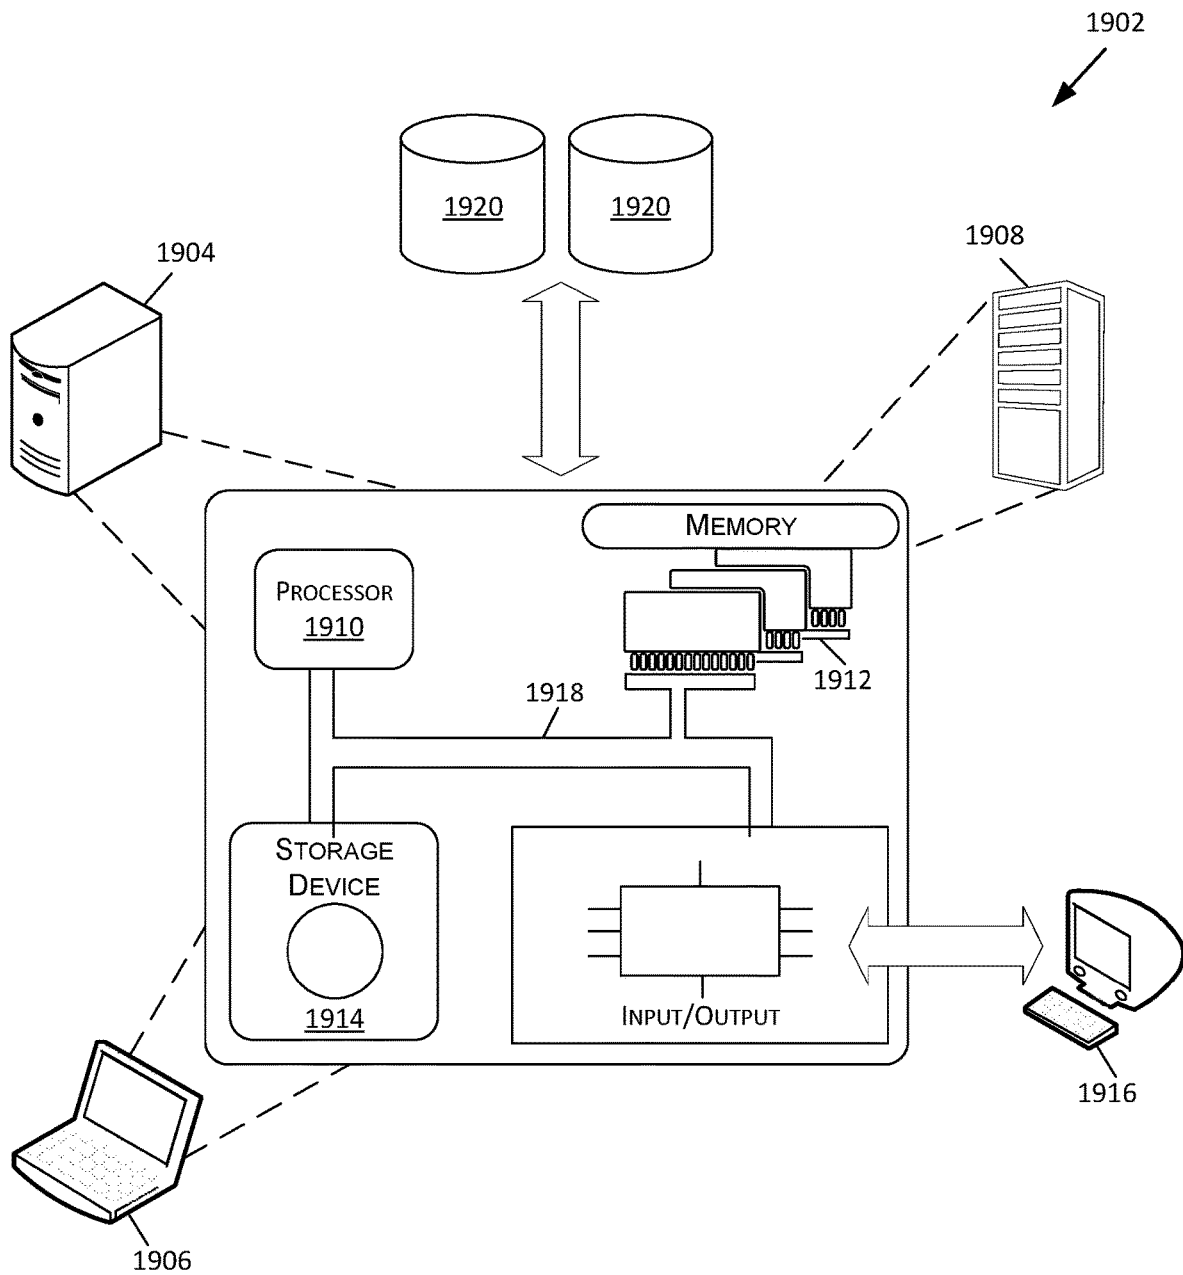 1902
1920
1920
1904
1908
MEMORY
PROCESSOR
1910
1912
1918
STORAGE
DEVICE
1914
INPUT/OUTPUT
1916
1906